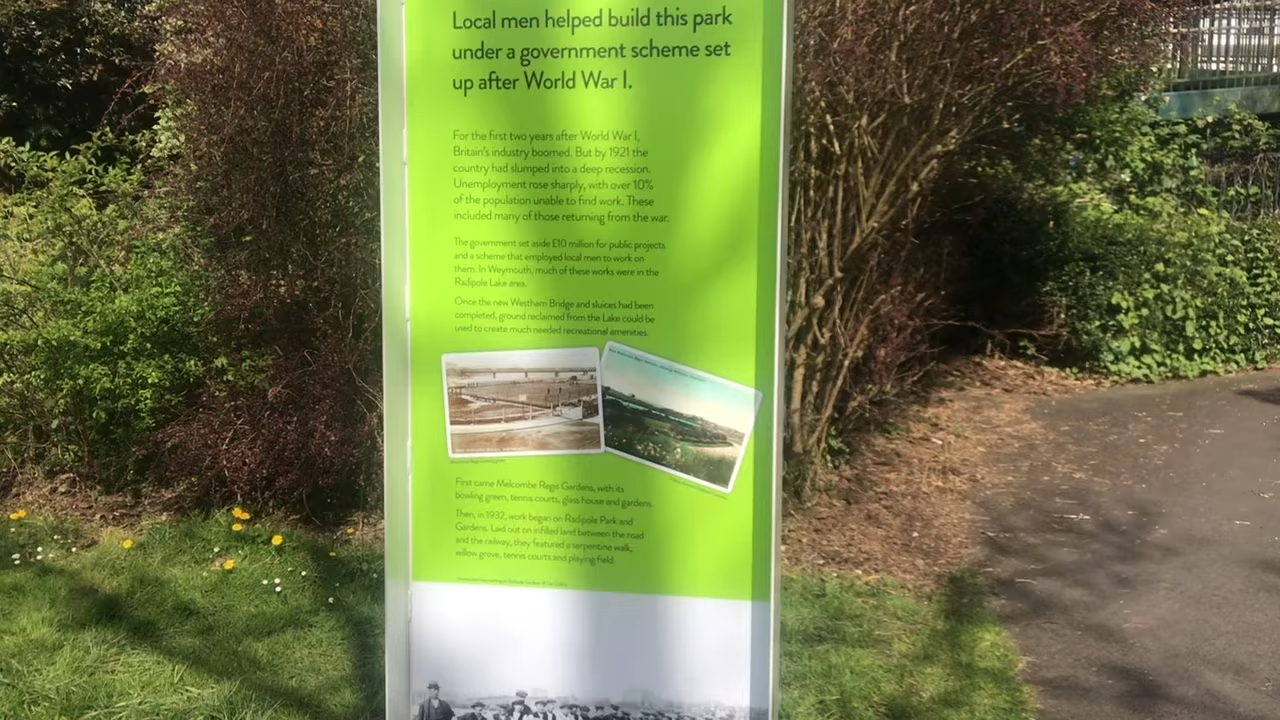 Local men helped build this park
under a government scheme set
up after World War I.
For the first two years after World War I,
Britain's industry boomed. But by 1921 the
country had slumped into a deep recession.
Unemployment rose sharply, with over 10%
of the population unable to find work. These
included many of those returning from the war.
The government set aside £10 million for public projects
and a scheme that employed local men to work on
them. In Weymouth, much of these works were in the
Radipole Lake area.
Once the new Westham Bridge and sluices had been
completed, ground reclaimed from the Lake could be
used to create much needed recreational amenities.
First came Melcombe Regis Gardens, with its
bowling green, tennis courts, glass house and gardens.
Then, in 1932, work began on Radipole Park and
Gardens. Laid out on infilled land between the road
and the railway, they featured a serpentine walk,
willow grove, tennis courts and playing field.